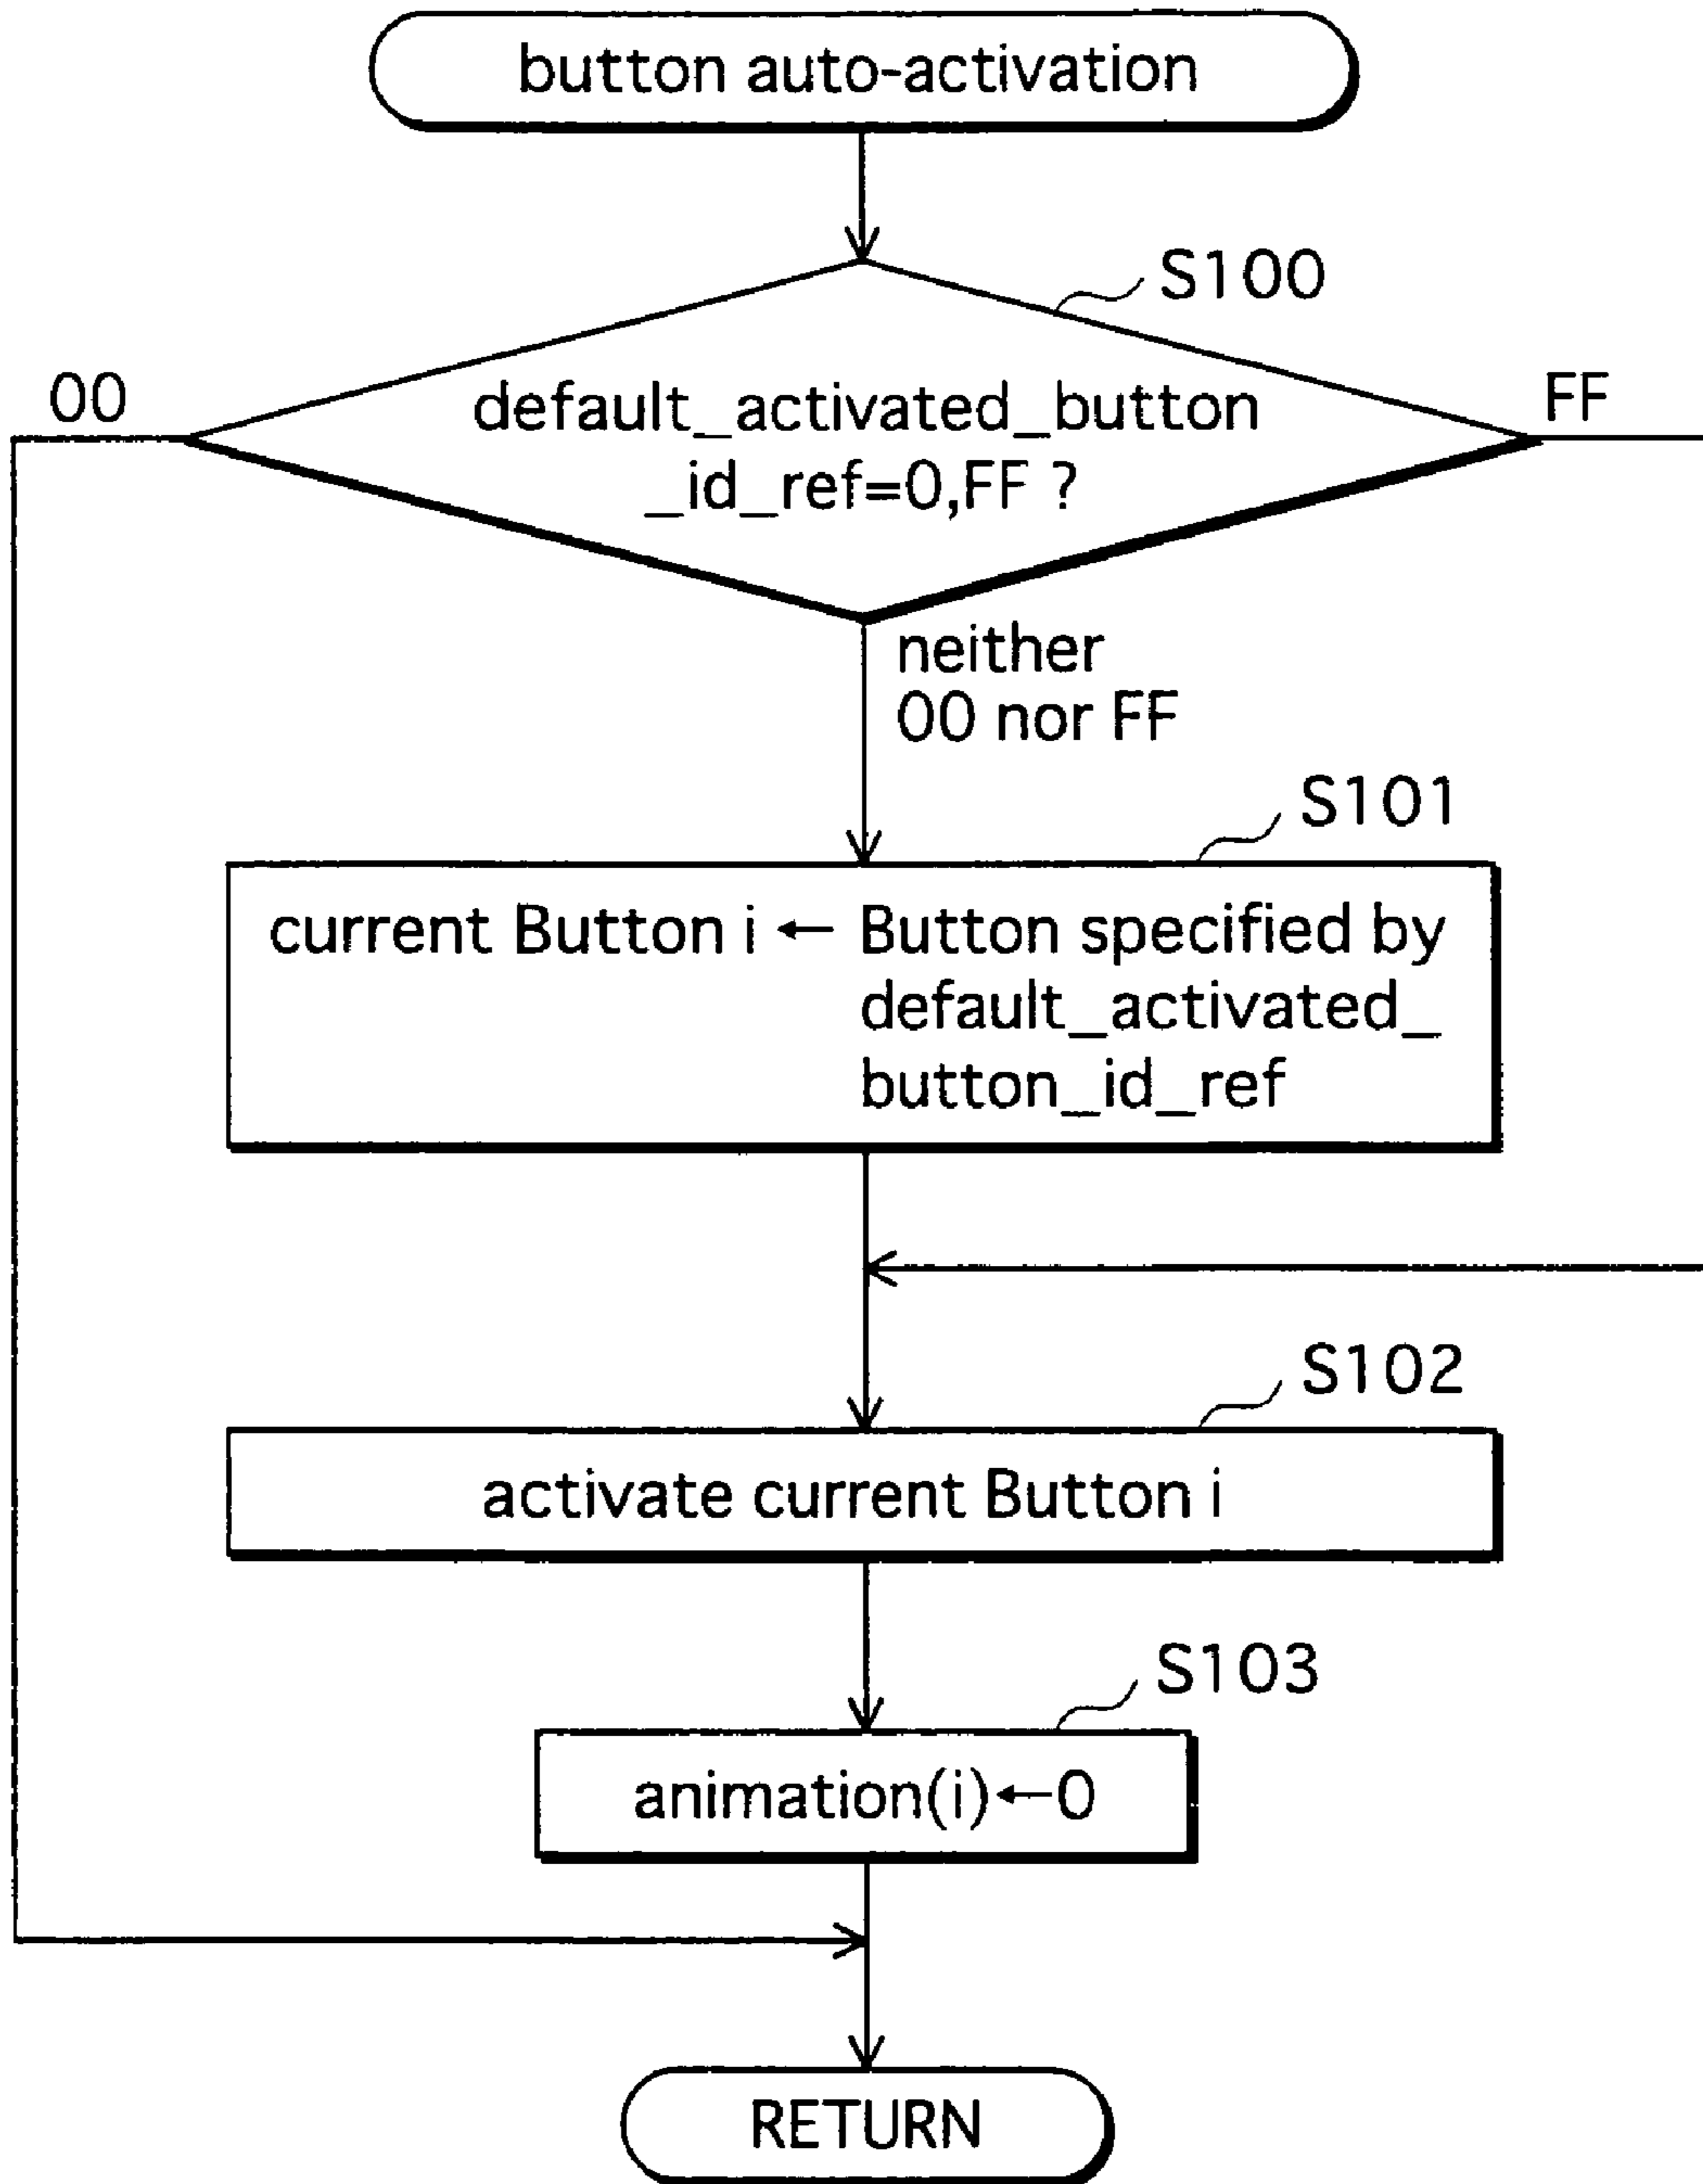 button auto-activation
S100
00
default_activated_button
FF
_id_ref=0,FF ?
neither
00 nor FF
S101
current Button i ← Button specified by
default_activated_
button_id_ref
S102
activate current Button i
S103
animation(i)←0
RETURN